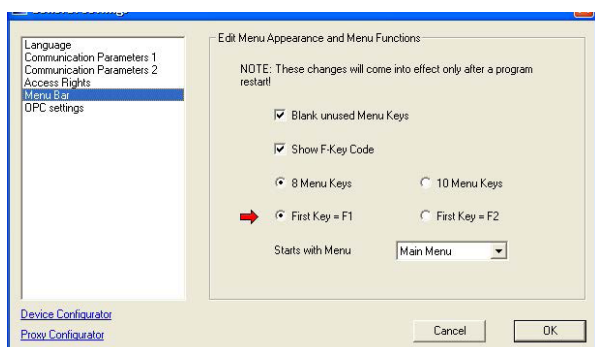 Language
Communication Parameters 1
Communication Parameters 2
Access Rights
Menu Bar
OPC settings
Device Configurator
Proxy Configurator
Edit Menu Appearance and Menu Functions
NOTE: These changes will come into effect only after a program
restart!
Blank unused Menu Keys
Show F-Key Code
8 Menu Keys
10 Menu Keys
First Key = F1
First Key = F2
Starts with Menu
Main Menu
Cancel
OK